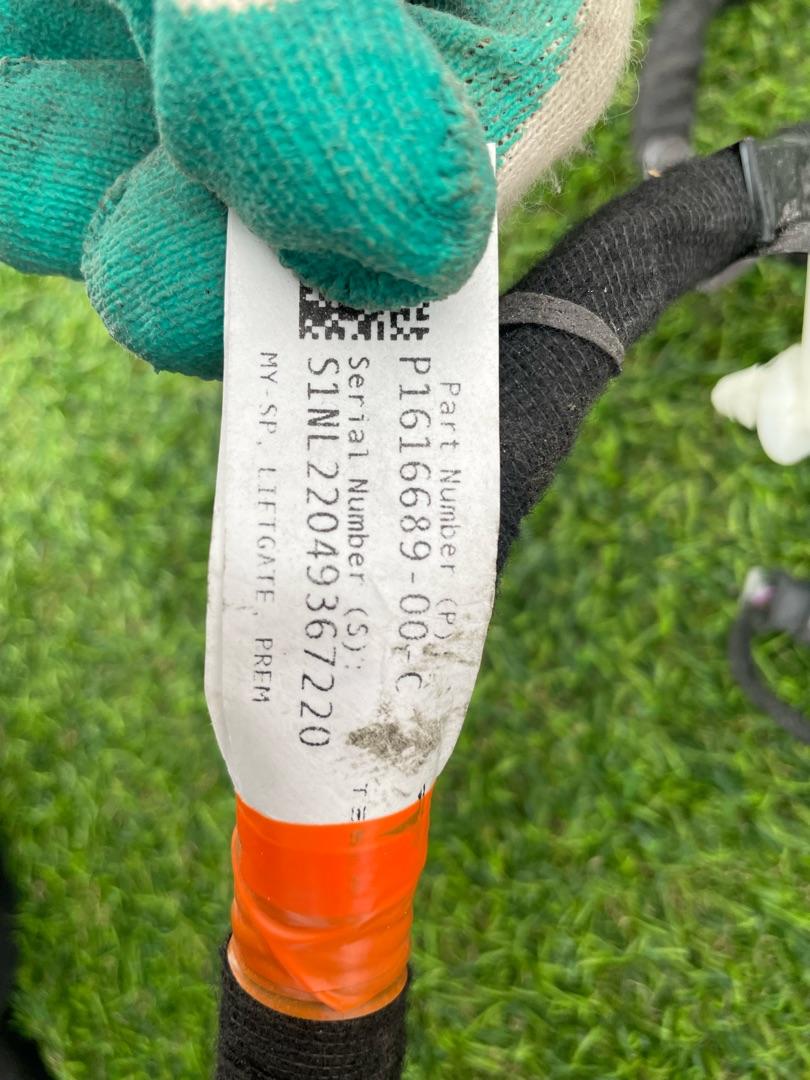 Part Number (P)
P1616689-00-C
Serial Number (S):
S1NL22049367220
MY-SP, LIFTGATE, PREM